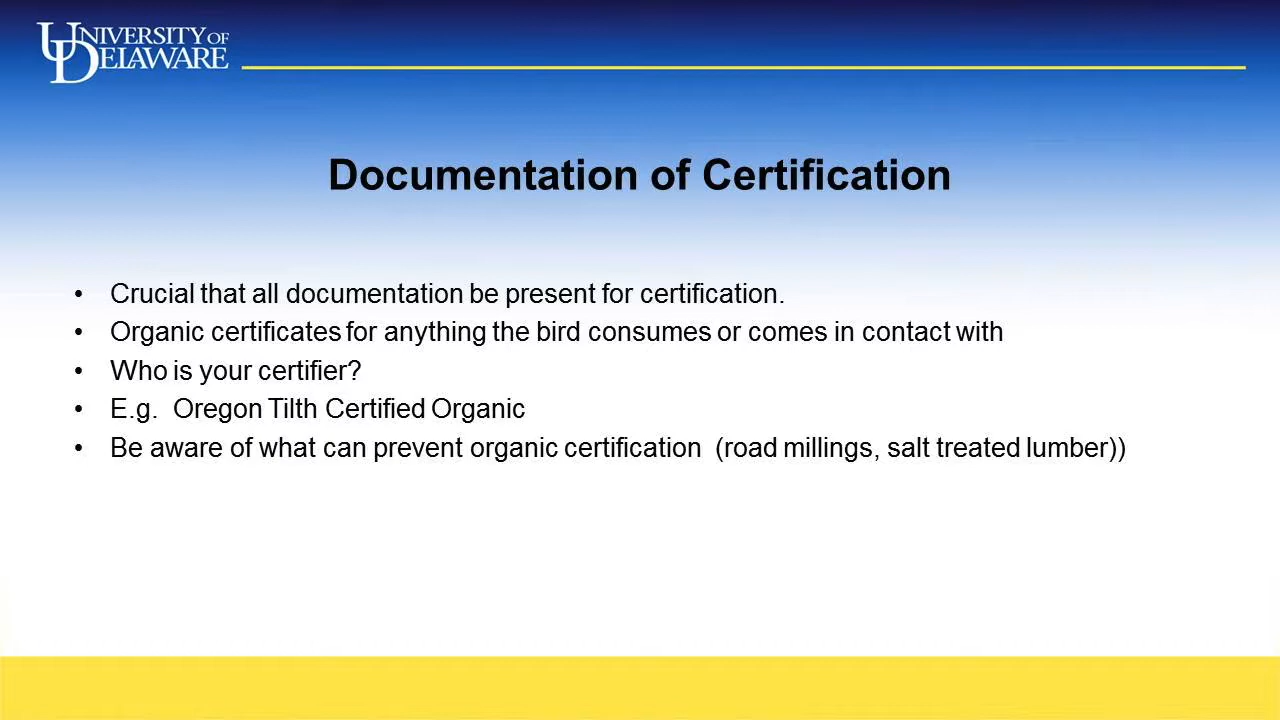 UNIVERSITY OF
DELAWARE
Documentation of Certification
• Crucial that all documentation be present for certification.
• Organic certificates for anything the bird consumes or comes in contact with
• Who is your certifier?
• E.g.  Oregon Tilth Certified Organic
• Be aware of what can prevent organic certification  (road millings, salt treated lumber))